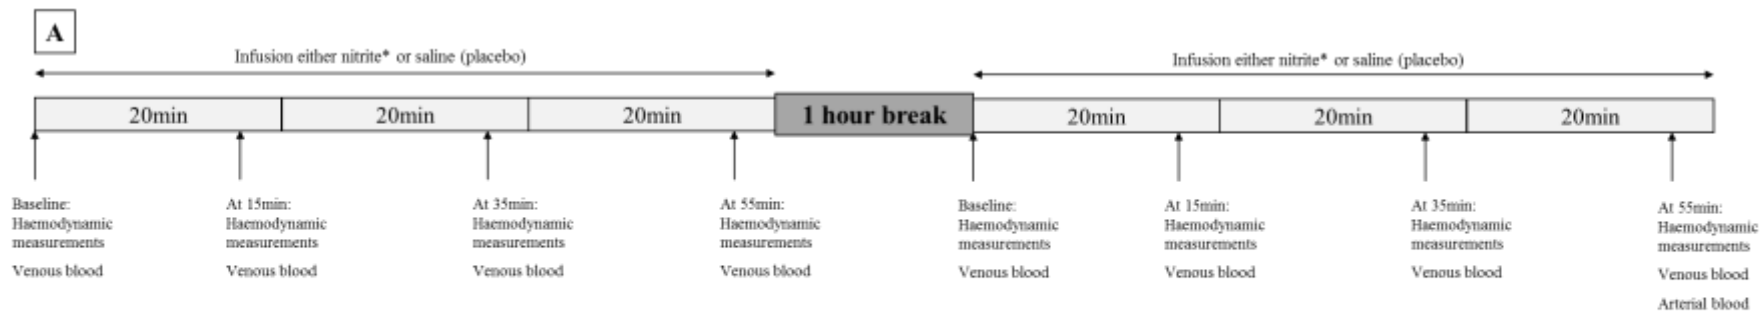 A
Infusion either nitrite* or saline (placebo)
Infusion either nitrite* or saline (placebo)
20min
20min
20min
1 hour break
20min
20min
20min
Baseline:
Haemodynamic
measurements
Venous blood
At 15min:
Haemodynamic
measurements
Venous blood
At 35min:
Haemodynamic
measurements
Venous blood
At 55min:
Haemodynamic
measurements
Venous blood
Baseline:
Haemodynamic
measurements
Venous blood
At 15min:
Haemodynamic
measurements
Venous blood
At 35min:
Haemodynamic
measurements
Venous blood
At 55min:
Haemodynamic
measurements
Venous blood
Arterial blood